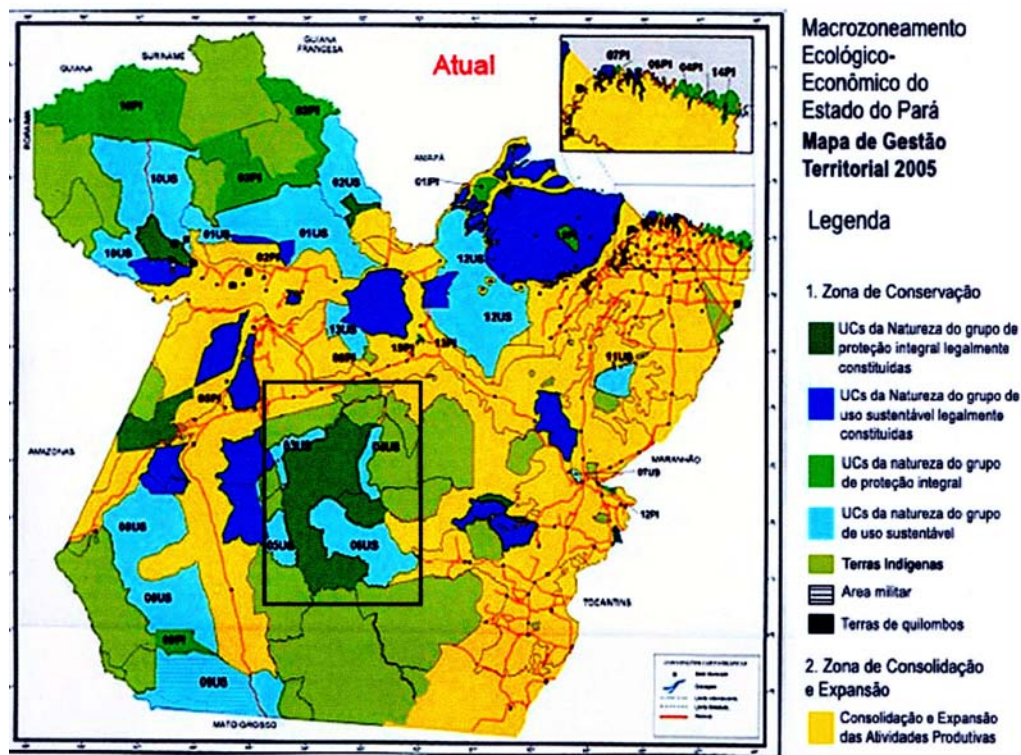 Atual
GUIANA
SURINAME
GUIANA
FRANCESA
RORAIMA
AMAPÁ
AMAZONAS
MARANHÃO
TOCANTINS
MATO GROSSO
07PI
06PI
04PI
14PI
10US
02US
01PI
01US
01US
02PI
12US
12US
13US
11US
03US
05US
06US
07US
12PI
08US
09US
Macrozoneamento
Ecológico-
Econômico do
Estado do Pará
Mapa de Gestão
Territorial 2005
Legenda
1. Zona de Conservação
UCs da Natureza do grupo de
proteção integral legalmente
constituídas
UCs da Natureza do grupo de
uso sustentável legalmente
constituídas
UCs da natureza do grupo
de proteção integral
UCs da natureza do grupo
de uso sustentável
Terras Indígenas
Área militar
Terras de quilombos
2. Zona de Consolidação
e Expansão
Consolidação e Expansão
das Atividades Produtivas